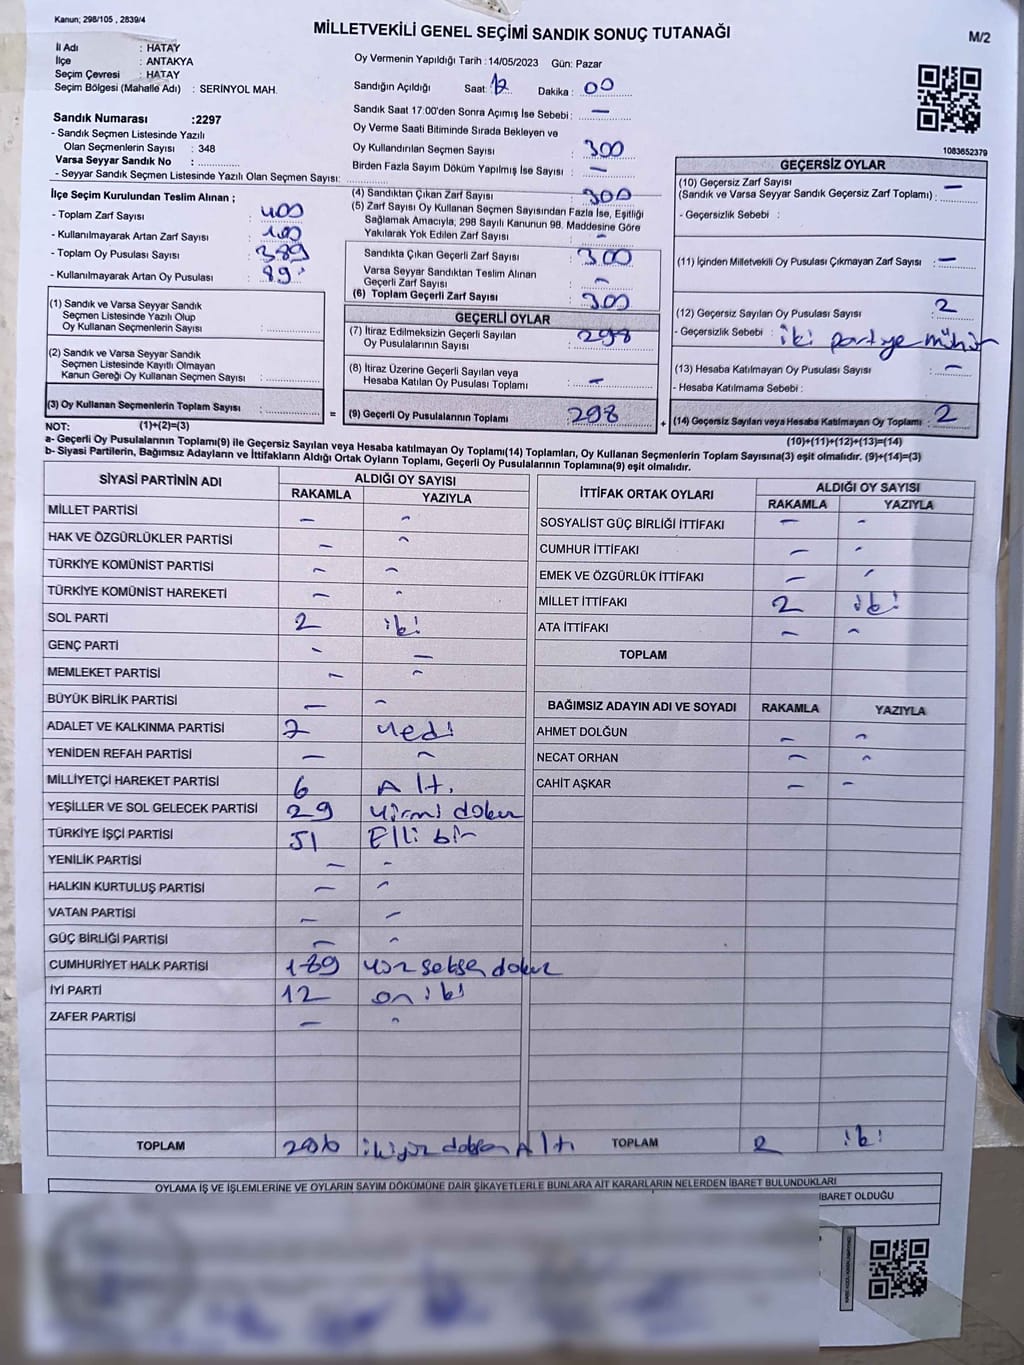 Kanun; 298/105 , 2839/4
MİLLETVEKİLİ GENEL SEÇİMİ SANDIK SONUÇ TUTANAĞI
M/2
İl Adı : HATAY
İlçe : ANTAKYA
Seçim Çevresi : HATAY
Seçim Bölgesi (Mahalle Adı) : SERİNYOL MAH.
Sandık Numarası :2297
- Sandık Seçmen Listesinde Yazılı
Olan Seçmenlerin Sayısı : 348
Varsa Seyyar Sandık No :
- Seyyar Sandık Seçmen Listesinde Yazılı Olan Seçmen Sayısı:
Oy Vermenin Yapıldığı Tarih : 14/05/2023 Gün: Pazar
Sandığın Açıldığı Saat: 12 Dakika : 00
Sandık Saat 17:00'den Sonra Açımış İse Sebebi : —
Oy Verme Saati Bitiminde Sırada Bekleyen ve
Oy Kullandırılan Seçmen Sayısı : 300
Birden Fazla Sayım Döküm Yapılmış İse Sayısı : —
1083652379
İlçe Seçim Kurulundan Teslim Alınan ;
- Toplam Zarf Sayısı : 400
- Kullanılmayarak Artan Zarf Sayısı : 100
- Toplam Oy Pusulası Sayısı : 389
- Kullanılmayarak Artan Oy Pusulası : 89
(1) Sandık ve Varsa Seyyar Sandık
Seçmen Listesinde Yazılı Olup
Oy Kullanan Seçmenlerin Sayısı :
(2) Sandık ve Varsa Seyyar Sandık
Seçmen Listesinde Kayıtlı Olmayan
Kanun Gereği Oy Kullanan Seçmen Sayısı :
(3) Oy Kullanan Seçmenlerin Toplam Sayısı : =
(4) Sandıktan Çıkan Zarf Sayısı : 300
(5) Zarf Sayısı Oy Kullanan Seçmen Sayısından Fazla İse, Eşitliği
Sağlamak Amacıyla, 298 Sayılı Kanunun 98. Maddesine Göre
Yakılarak Yok Edilen Zarf Sayısı : —
Sandıkta Çıkan Geçerli Zarf Sayısı : 300
Varsa Seyyar Sandıktan Teslim Alınan
Geçerli Zarf Sayısı : —
(6) Toplam Geçerli Zarf Sayısı : 300
GEÇERLİ OYLAR
(7) İtiraz Edilmeksizin Geçerli Sayılan
Oy Pusulalarının Sayısı : 298
(8) İtiraz Üzerine Geçerli Sayılan veya
Hesaba Katılan Oy Pusulası Toplamı : —
(9) Geçerli Oy Pusulalarının Toplamı : 298 +
GEÇERSİZ OYLAR
(10) Geçersiz Zarf Sayısı
(Sandık ve Varsa Seyyar Sandık Geçersiz Zarf Toplamı) : —
- Geçersizlik Sebebi :
(11) İçinden Milletvekili Oy Pusulası Çıkmayan Zarf Sayısı : —
(12) Geçersiz Sayılan Oy Pusulası Sayısı : 2
- Geçersizlik Sebebi : iki partiye mühür
(13) Hesaba Katılmayan Oy Pusulası Sayısı : —
- Hesaba Katılmama Sebebi :
(14) Geçersiz Sayılan veya Hesaba Katılmayan Oy Toplamı : 2
NOT: (1)+(2)=(3) (10)+(11)+(12)+(13)=(14)
a- Geçerli Oy Pusulalarının Toplamı(9) ile Geçersiz Sayılan veya Hesaba katılmayan Oy Toplamı(14) Toplamları, Oy Kullanan Seçmenlerin Toplam Sayısına(3) eşit olmalıdır. (9)+(14)=(3)
b- Siyasi Partilerin, Bağımsız Adayların ve İttifakların Aldığı Ortak Oyların Toplamı, Geçerli Oy Pusulalarının Toplamına(9) eşit olmalıdır.
SİYASİ PARTİNİN ADI ALDIĞI OY SAYISI
RAKAMLA YAZIYLA
MİLLET PARTİSİ — —
HAK VE ÖZGÜRLÜKLER PARTİSİ — —
TÜRKİYE KOMÜNİST PARTİSİ — —
TÜRKİYE KOMÜNİST HAREKETİ — —
SOL PARTİ 2 iki
GENÇ PARTİ — —
MEMLEKET PARTİSİ — —
BÜYÜK BİRLİK PARTİSİ — —
ADALET VE KALKINMA PARTİSİ 7 Yedi
YENİDEN REFAH PARTİSİ — —
MİLLİYETÇİ HAREKET PARTİSİ 6 Altı
YEŞİLLER VE SOL GELECEK PARTİSİ 29 Yirmi dokuz
TÜRKİYE İŞÇİ PARTİSİ 51 Elli bir
YENİLİK PARTİSİ — —
HALKIN KURTULUŞ PARTİSİ — —
VATAN PARTİSİ — —
GÜÇ BİRLİĞİ PARTİSİ — —
CUMHURİYET HALK PARTİSİ 189 Yüz seksen dokuz
İYİ PARTİ 12 on iki
ZAFER PARTİSİ — —
TOPLAM 296 ikiyüz doksan Altı
İTTİFAK ORTAK OYLARI ALDIĞI OY SAYISI
RAKAMLA YAZIYLA
SOSYALİST GÜÇ BİRLİĞİ İTTİFAKI — —
CUMHUR İTTİFAKI — —
EMEK VE ÖZGÜRLÜK İTTİFAKI — —
MİLLET İTTİFAKI 2 iki
ATA İTTİFAKI — —
TOPLAM
BAĞIMSIZ ADAYIN ADI VE SOYADI RAKAMLA YAZIYLA
AHMET DOLĞUN — —
NECAT ORHAN — —
CAHİT AŞKAR — —
TOPLAM 2 iki
OYLAMA İŞ VE İŞLEMLERİNE VE OYLARIN SAYIM DÖKÜMÜNE DAİR ŞİKAYETLERLE BUNLARA AİT KARARLARIN NELERDEN İBARET BULUNDUKLARI
İBARET OLDUĞU